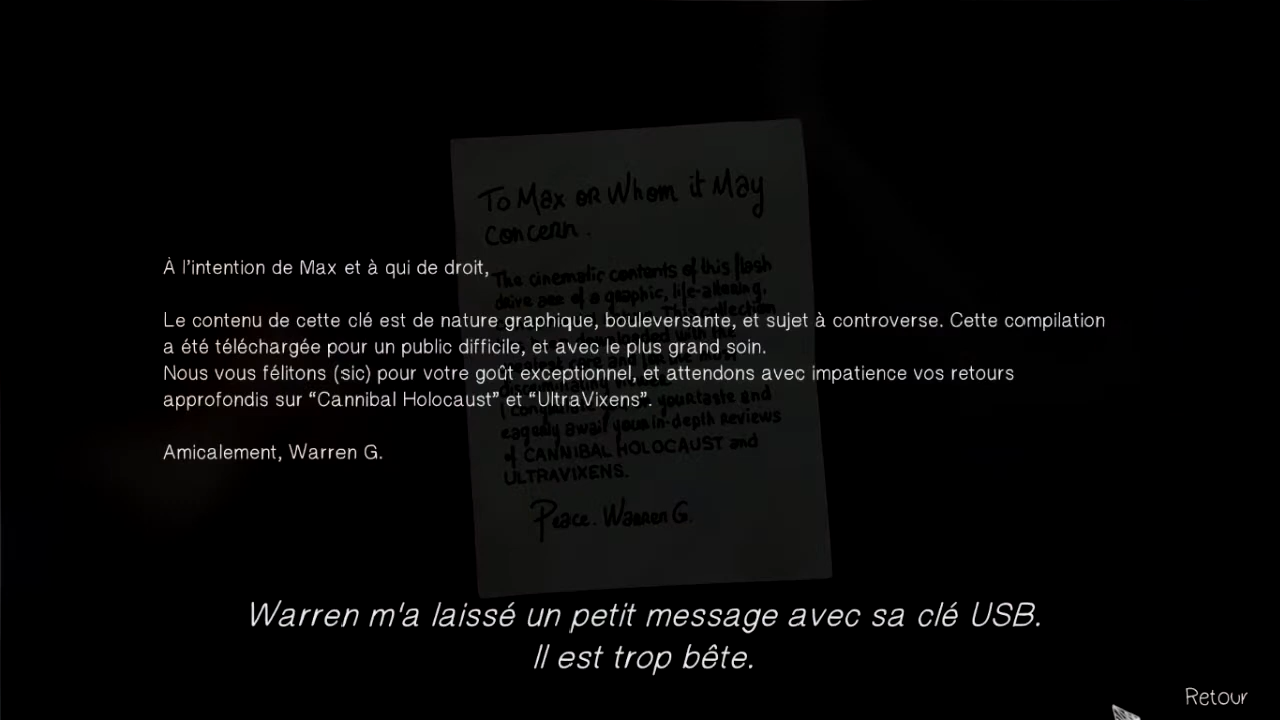 To Max or Whom it May
Concern.
À l'intention de Max et à qui de droit,
The cinematic contents of this flash
drive are of a graphic, life-altering,
Le contenu de cette clé est de nature graphique, bouleversante, et sujet à controverse. Cette compilation
a été téléchargée pour un public difficile, et avec le plus grand soin.
Nous vous félitons (sic) pour votre goût exceptionnel, et attendons avec impatience vos retours
approfondis sur “Cannibal Holocaust” et “UltraVixens”.
your taste and
eagerly await your in-depth reviews
of CANNIBAL HOLOCAUST and
ULTRAVIXENS.
Amicalement, Warren G.
Peace. Warren G.
Warren m'a laissé un petit message avec sa clé USB.
Il est trop bête.
Retour